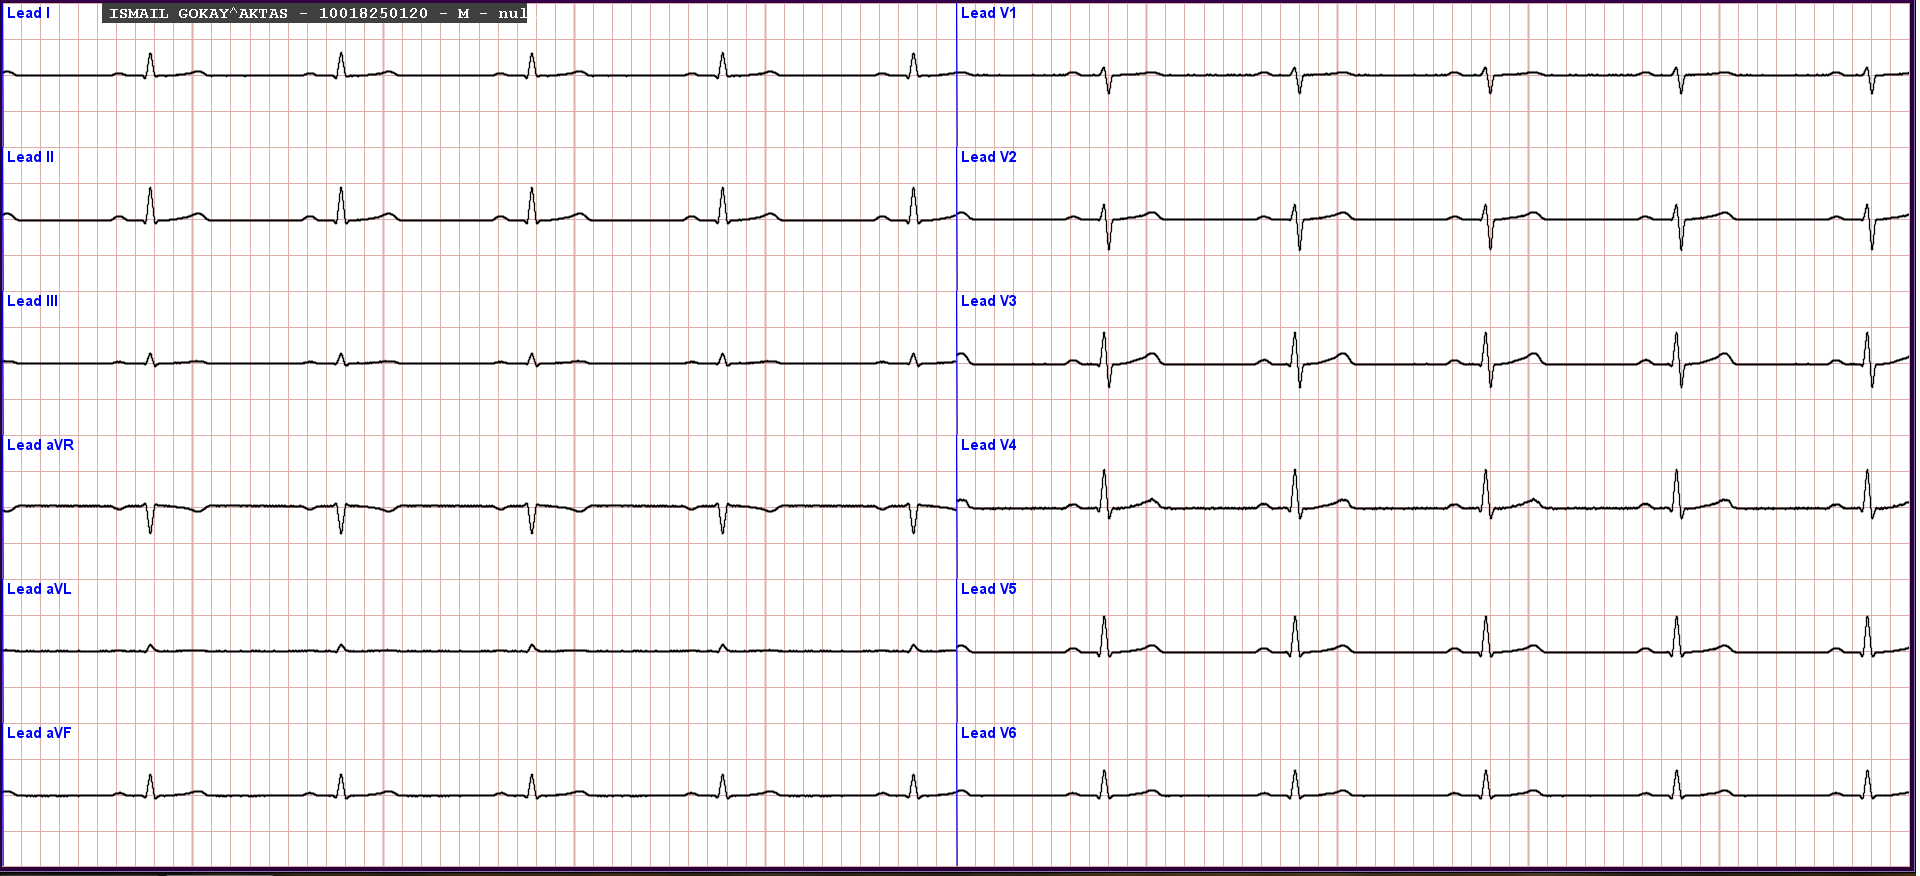 Lead I
ISMAIL GOKAY^AKTAS - 10018250120 - M - nul
Lead II
Lead III
Lead aVR
Lead aVL
Lead aVF
Lead V1
Lead V2
Lead V3
Lead V4
Lead V5
Lead V6